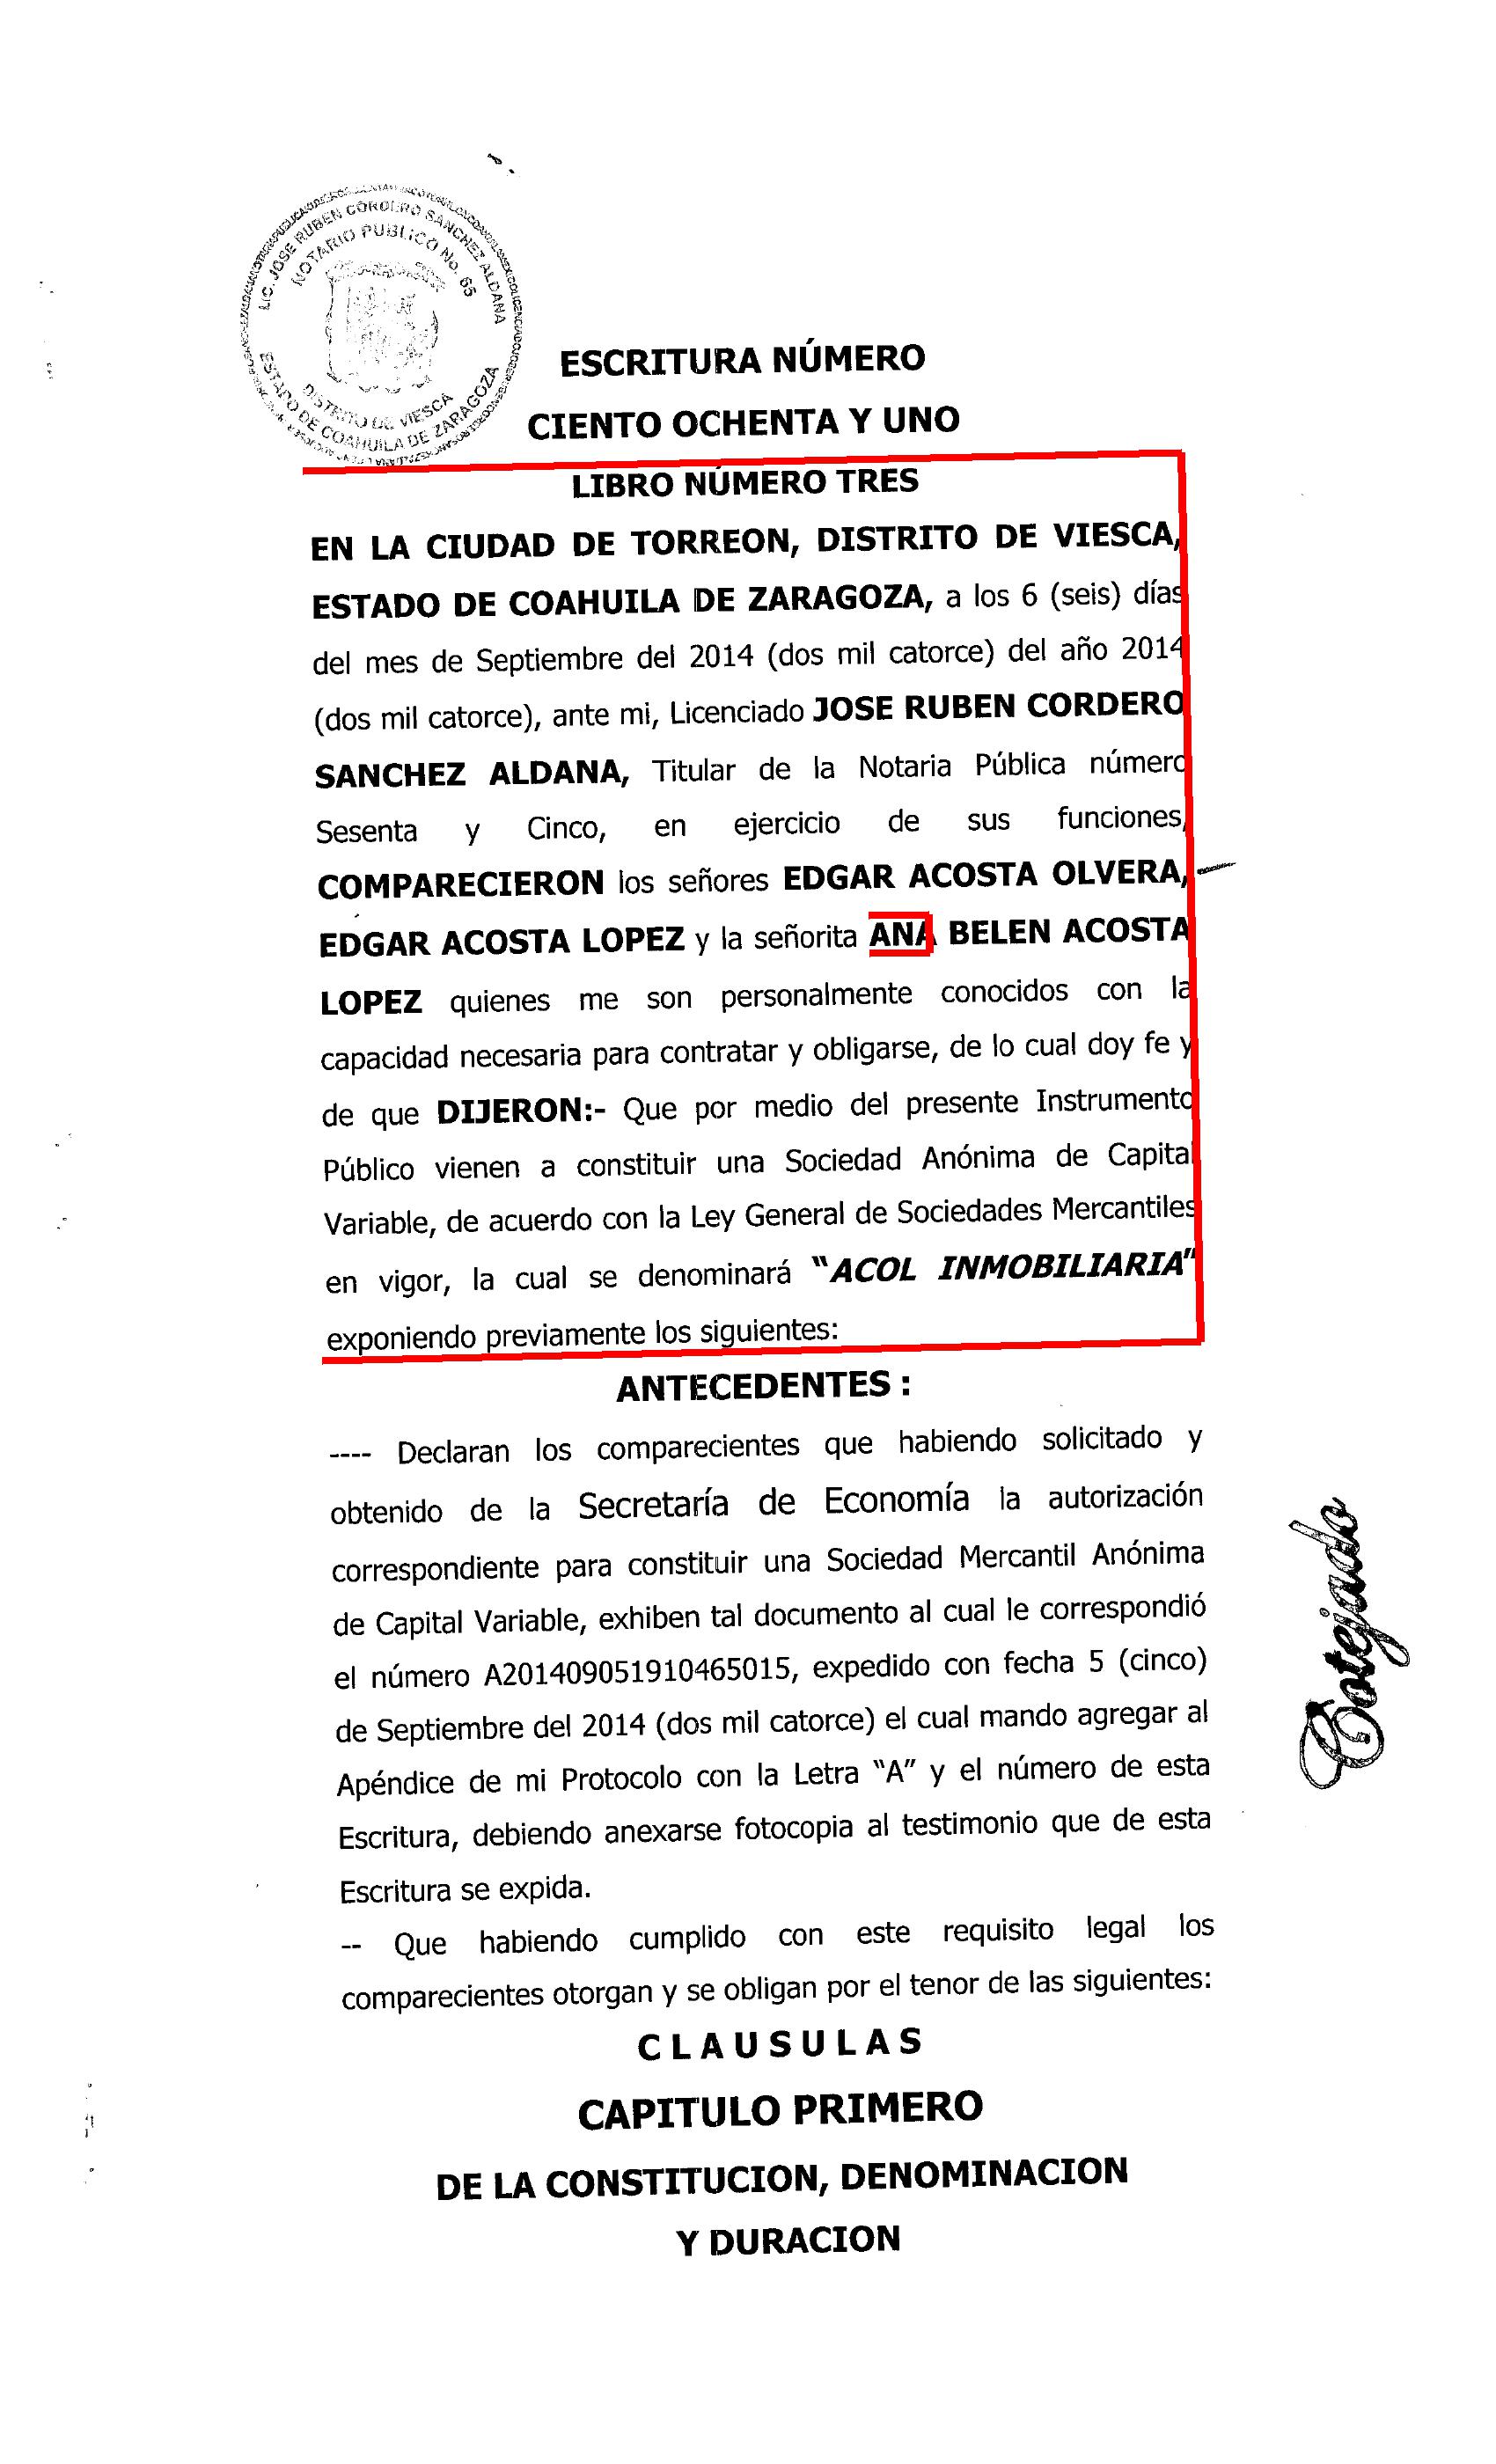 LIC. JOSE RUBEN CORDERO SANCHEZ ALDANA
NOTARIO PUBLICO No. 65
DISTRITO DE VIESCA
ESTADO DE COAHUILA DE ZARAGOZA
ESCRITURA NÚMERO
CIENTO OCHENTA Y UNO
LIBRO NÚMERO TRES
EN LA CIUDAD DE TORREON, DISTRITO DE VIESCA,
ESTADO DE COAHUILA DE ZARAGOZA, a los 6 (seis) días
del mes de Septiembre del 2014 (dos mil catorce) del año 2014
(dos mil catorce), ante mi, Licenciado JOSE RUBEN CORDERO
SANCHEZ ALDANA, Titular de la Notaria Pública número
Sesenta y Cinco, en ejercicio de sus funciones,
COMPARECIERON los señores EDGAR ACOSTA OLVERA,
EDGAR ACOSTA LOPEZ y la señorita ANA BELEN ACOSTA
LOPEZ quienes me son personalmente conocidos con la
capacidad necesaria para contratar y obligarse, de lo cual doy fe y
de que DIJERON:- Que por medio del presente Instrumento
Público vienen a constituir una Sociedad Anónima de Capital
Variable, de acuerdo con la Ley General de Sociedades Mercantiles
en vigor, la cual se denominará "ACOL INMOBILIARIA"
exponiendo previamente los siguientes:
ANTECEDENTES :
---- Declaran los comparecientes que habiendo solicitado y
obtenido de la Secretaría de Economía la autorización
correspondiente para constituir una Sociedad Mercantil Anónima
de Capital Variable, exhiben tal documento al cual le correspondió
el número A201409051910465015, expedido con fecha 5 (cinco)
de Septiembre del 2014 (dos mil catorce) el cual mando agregar al
Apéndice de mi Protocolo con la Letra "A" y el número de esta
Escritura, debiendo anexarse fotocopia al testimonio que de esta
Escritura se expida.
-- Que habiendo cumplido con este requisito legal los
comparecientes otorgan y se obligan por el tenor de las siguientes:
C L A U S U L A S
CAPITULO PRIMERO
DE LA CONSTITUCION, DENOMINACION
Y DURACION
Cotejado